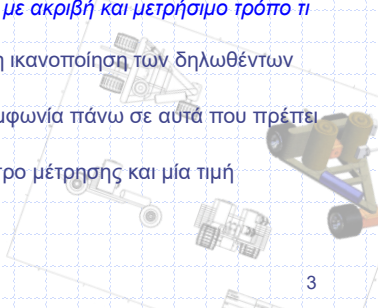 με ακριβή και μετρήσιμο τρόπο τι
η ικανοποίηση των δηλωθέντων
μφωνία πάνω σε αυτά που πρέπει
τρο μέτρησης και μία τιμή
3